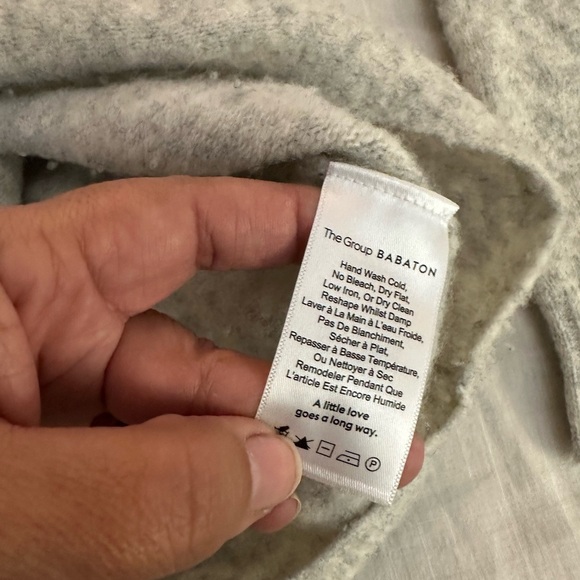 The Group BABATON
Hand Wash Cold,
No Bleach, Dry Flat,
Low Iron, Or Dry Clean
Reshape Whilst Damp
Laver à La Main à L'eau Froide,
Pas De Blanchiment,
Sécher à Plat,
Repasser à Basse Température,
Ou Nettoyer à Sec
Remodeler Pendant Que
L'article Est Encore Humide
A little love
goes a long way.
P